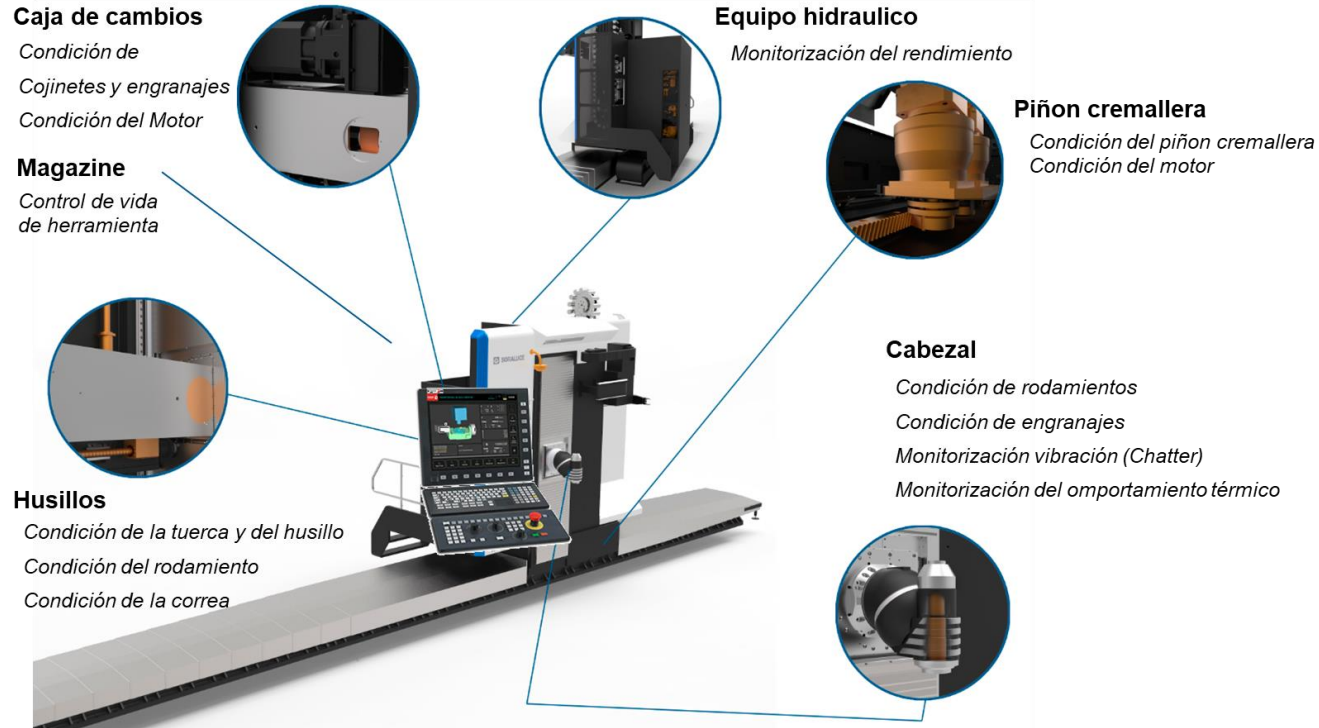 Caja de cambios
Condición de
Cojinetes y engranajes
Condición del Motor
Magazine
Control de vida
de herramienta
Equipo hidraulico
Monitorización del rendimiento
Piñon cremallera
Condición del piñon cremallera
Condición del motor
Cabezal
Condición de rodamientos
Condición de engranajes
Monitorización vibración (Chatter)
Monitorización del omportamiento térmico
Husillos
Condición de la tuerca y del husillo
Condición del rodamiento
Condición de la correa